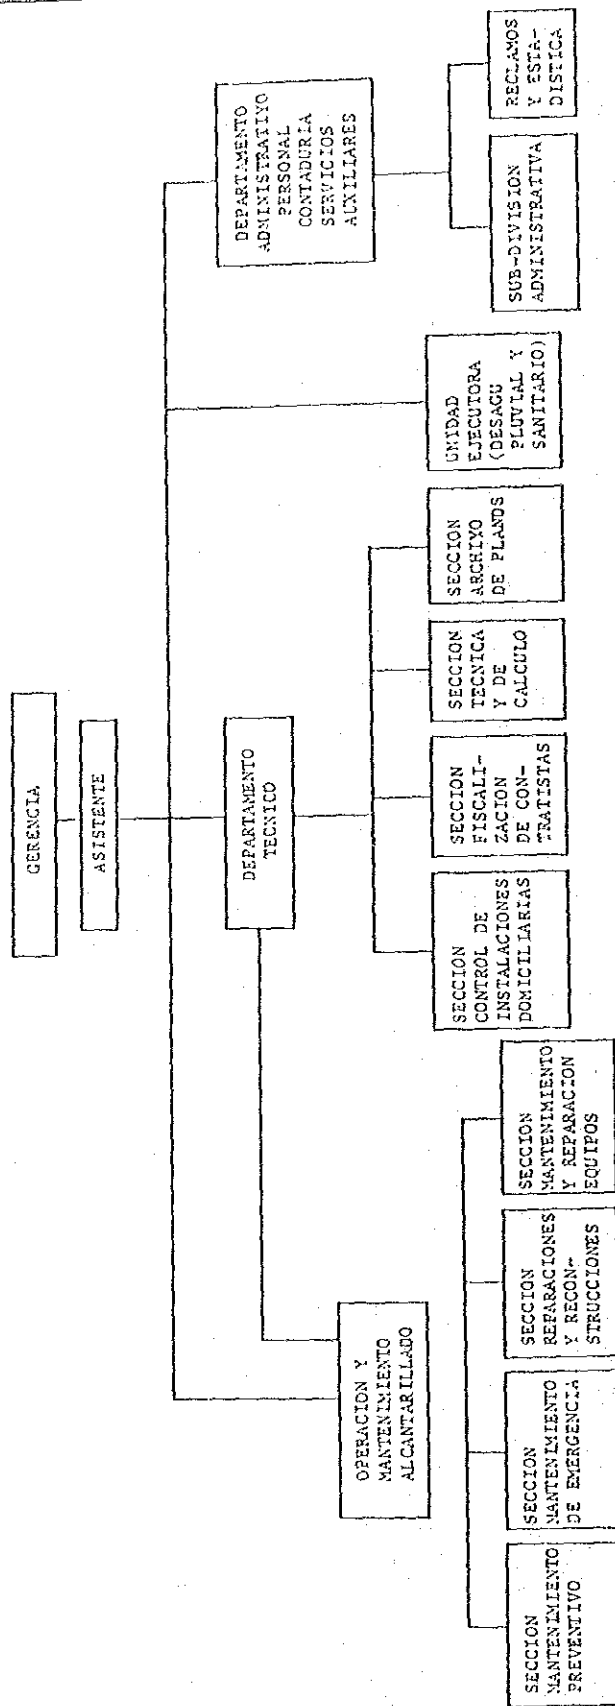 GERENCIA
ASISTENTE
DEPARTAMENTO
TECNICO
DEPARTAMENTO
ADMINISTRATIVO
PERSONAL
CONTADURIA
SERVICIOS
AUXILIARES
OPERACION Y
MANTENIMIENTO
ALCANTARILLADO
UNIDAD
EJECUTORA
(DESAGU
PLUVIAL Y
SANITARIO)
SECCION
MANTENIMIENTO
PREVENTIVO
SECCION
MANTENIMIENTO
DE EMERGENCIA
SECCION
REPARACIONES
Y RECON-
STRUCCIONES
SECCION
MANTENIMIENTO
Y REPARACION
EQUIPOS
SECCION
CONTROL DE
INSTALACIONES
DOMICILIARIAS
SECCION
FISCALI-
ZACION
DE CON-
TRATISTAS
SECCION
TECNICA
Y DE
CALCULO
SECCION
ARCHIVO
DE PLANOS
SUB-DIVISION
ADMINISTRATIVA
RECLAMOS
Y ESTA-
DISTICA